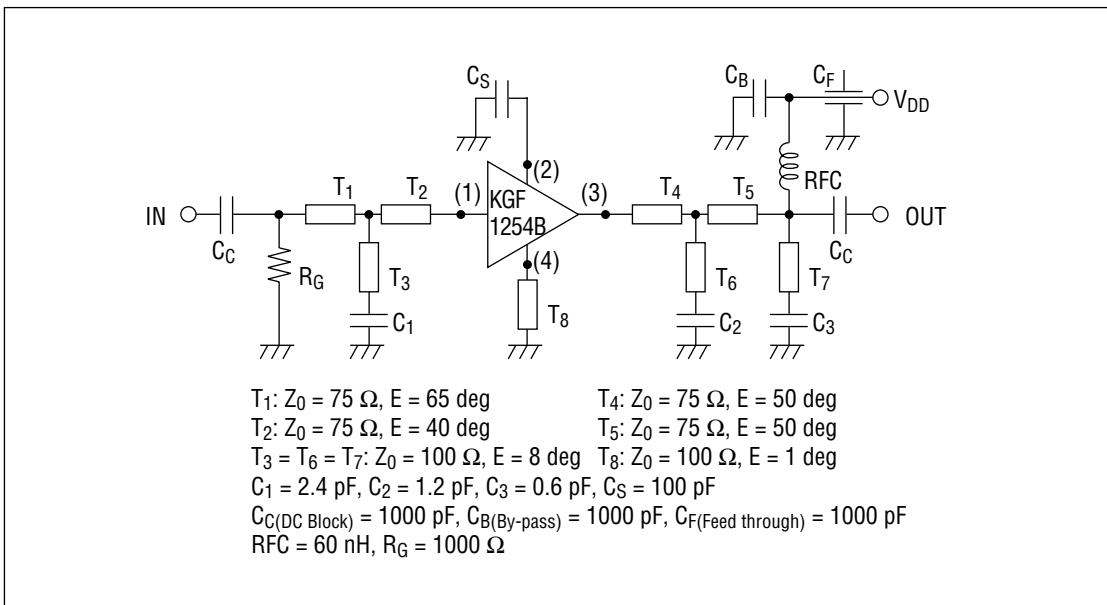 C_S
C_B
C_F
V_DD
(2)
RFC
T_1
T_2
(1)
KGF
1254B
(3)
T_4
T_5
IN
OUT
C_C
R_G
T_3
(4)
T_8
T_6
T_7
C_C
C_1
C_2
C_3
T_1: Z_0 = 75 Ω, E = 65 deg
T_2: Z_0 = 75 Ω, E = 40 deg
T_3 = T_6 = T_7: Z_0 = 100 Ω, E = 8 deg
T_4: Z_0 = 75 Ω, E = 50 deg
T_5: Z_0 = 75 Ω, E = 50 deg
T_8: Z_0 = 100 Ω, E = 1 deg
C_1 = 2.4 pF, C_2 = 1.2 pF, C_3 = 0.6 pF, C_S = 100 pF
C_C(DC Block) = 1000 pF, C_B(By-pass) = 1000 pF, C_F(Feed through) = 1000 pF
RFC = 60 nH, R_G = 1000 Ω